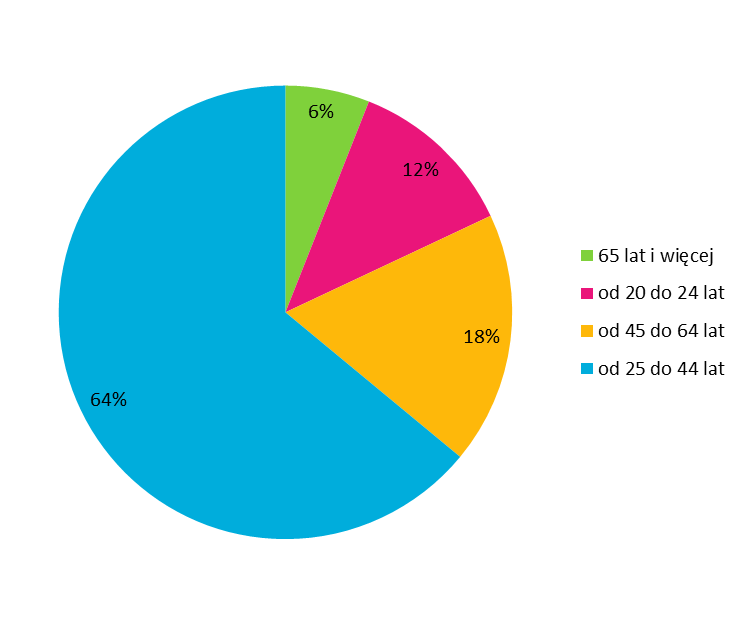 6%
12%
18%
64%
65 lat i więcej
od 20 do 24 lat
od 45 do 64 lat
od 25 do 44 lat